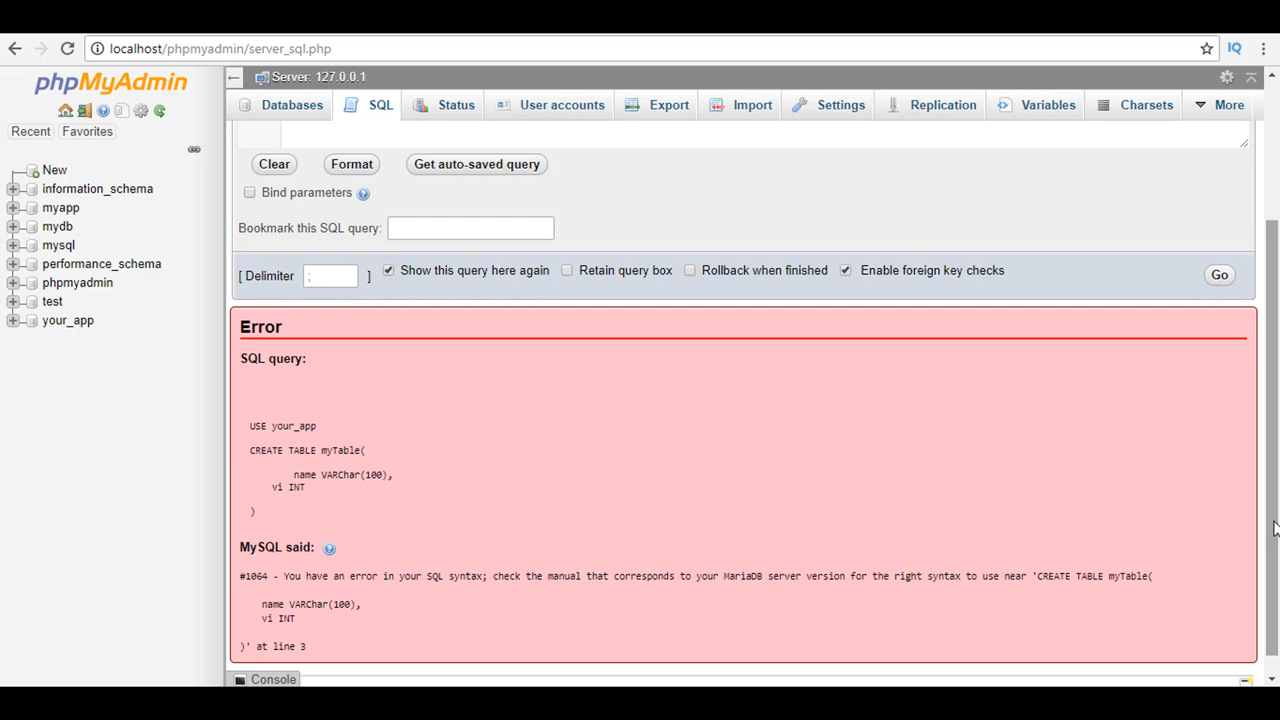 localhost/phpmyadmin/server_sql.php
IQ
phpMyAdmin
Recent Favorites
New
information_schema
myapp
mydb
mysql
performance_schema
phpmyadmin
test
your_app
Server: 127.0.0.1
Databases SQL Status User accounts Export Import Settings Replication Variables Charsets More
Clear Format Get auto-saved query
Bind parameters
Bookmark this SQL query:
[ Delimiter ; ] Show this query here again Retain query box Rollback when finished Enable foreign key checks Go
Error
SQL query:
USE your_app
CREATE TABLE myTable(
name VARChar(100),
vi INT
)
MySQL said:
#1064 - You have an error in your SQL syntax; check the manual that corresponds to your MariaDB server version for the right syntax to use near 'CREATE TABLE myTable(
name VARChar(100),
vi INT
)' at line 3
Console